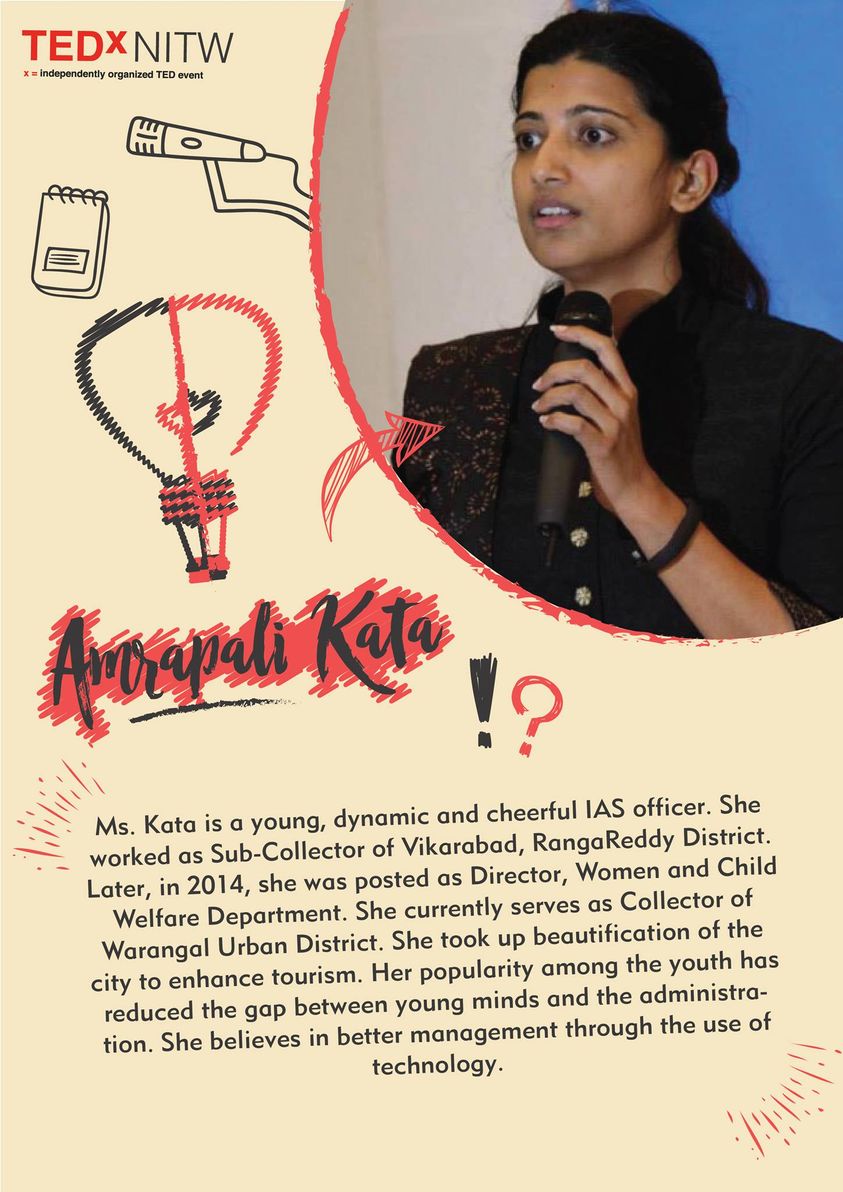 TEDxNITW
x = independently organized TED event
Amrapali Kata
!?
Ms. Kata is a young, dynamic and cheerful IAS officer. She
worked as Sub-Collector of Vikarabad, RangaReddy District.
Later, in 2014, she was posted as Director, Women and Child
Welfare Department. She currently serves as Collector of
Warangal Urban District. She took up beautification of the
city to enhance tourism. Her popularity among the youth has
reduced the gap between young minds and the administra-
tion. She believes in better management through the use of
technology.